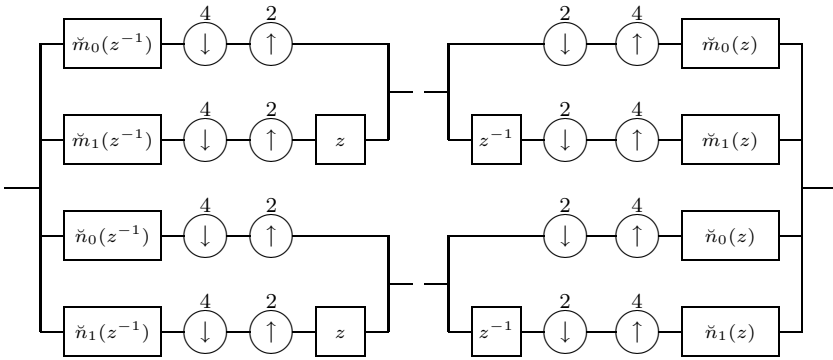 4 2 2 4
m̆₀(z⁻¹) ↓ ↑ ↓ ↑ m̆₀(z)
4 2 2 4
m̆₁(z⁻¹) ↓ ↑ z z⁻¹ ↓ ↑ m̆₁(z)
4 2 2 4
n̆₀(z⁻¹) ↓ ↑ ↓ ↑ n̆₀(z)
4 2 2 4
n̆₁(z⁻¹) ↓ ↑ z z⁻¹ ↓ ↑ n̆₁(z)